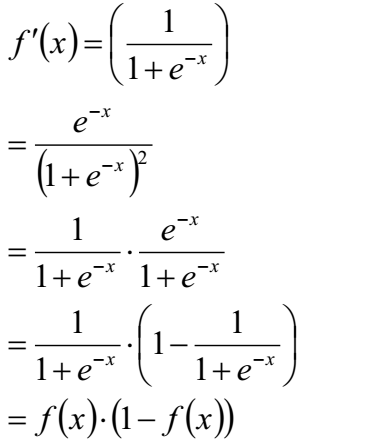 f′(x) = (1 / (1 + e^{−x}))
= e^{−x} / (1 + e^{−x})^2
= 1 / (1 + e^{−x}) · e^{−x} / (1 + e^{−x})
= 1 / (1 + e^{−x}) · (1 − 1 / (1 + e^{−x}))
= f(x)·(1 − f(x))